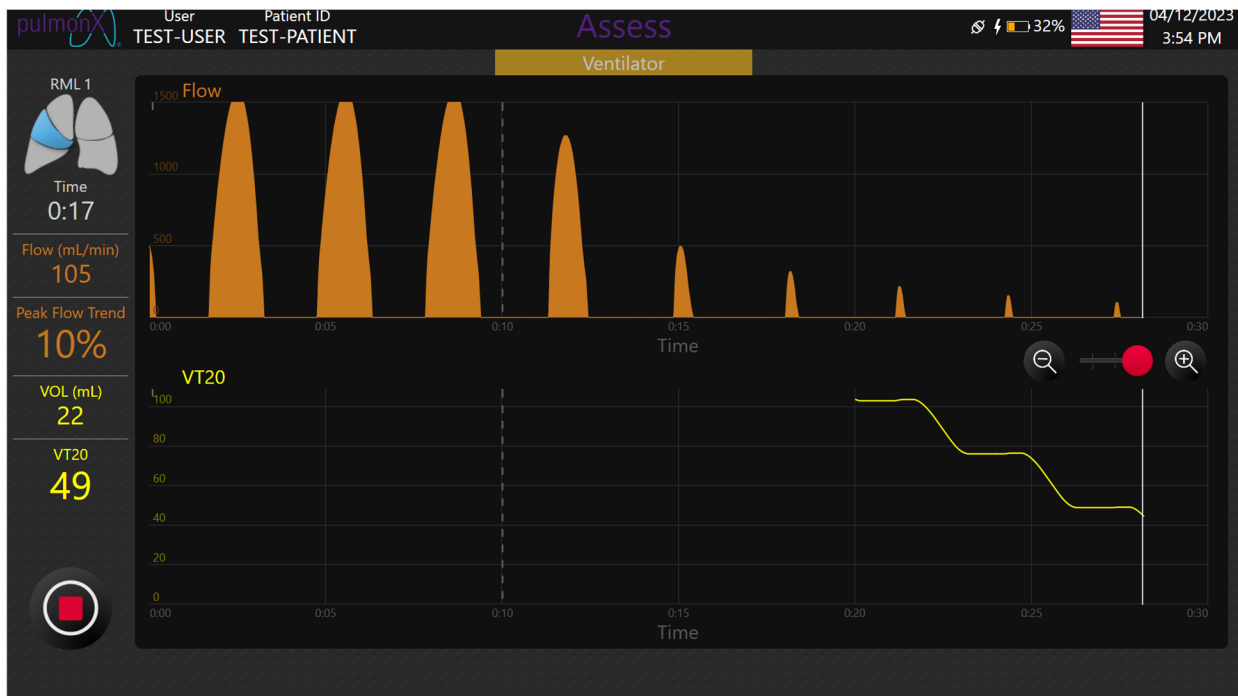 pulmonX
User
TEST-USER
Patient ID
TEST-PATIENT
Assess
32%
04/12/2023
3:54 PM
Ventilator
RML 1
Time
0:17
Flow (mL/min)
105
Peak Flow Trend
10%
VOL (mL)
22
VT20
49
Flow
1500
1000
500
0
0:00 0:05 0:10 0:15 0:20 0:25 0:30
Time
VT20
100
80
60
40
20
0
0:00 0:05 0:10 0:15 0:20 0:25 0:30
Time